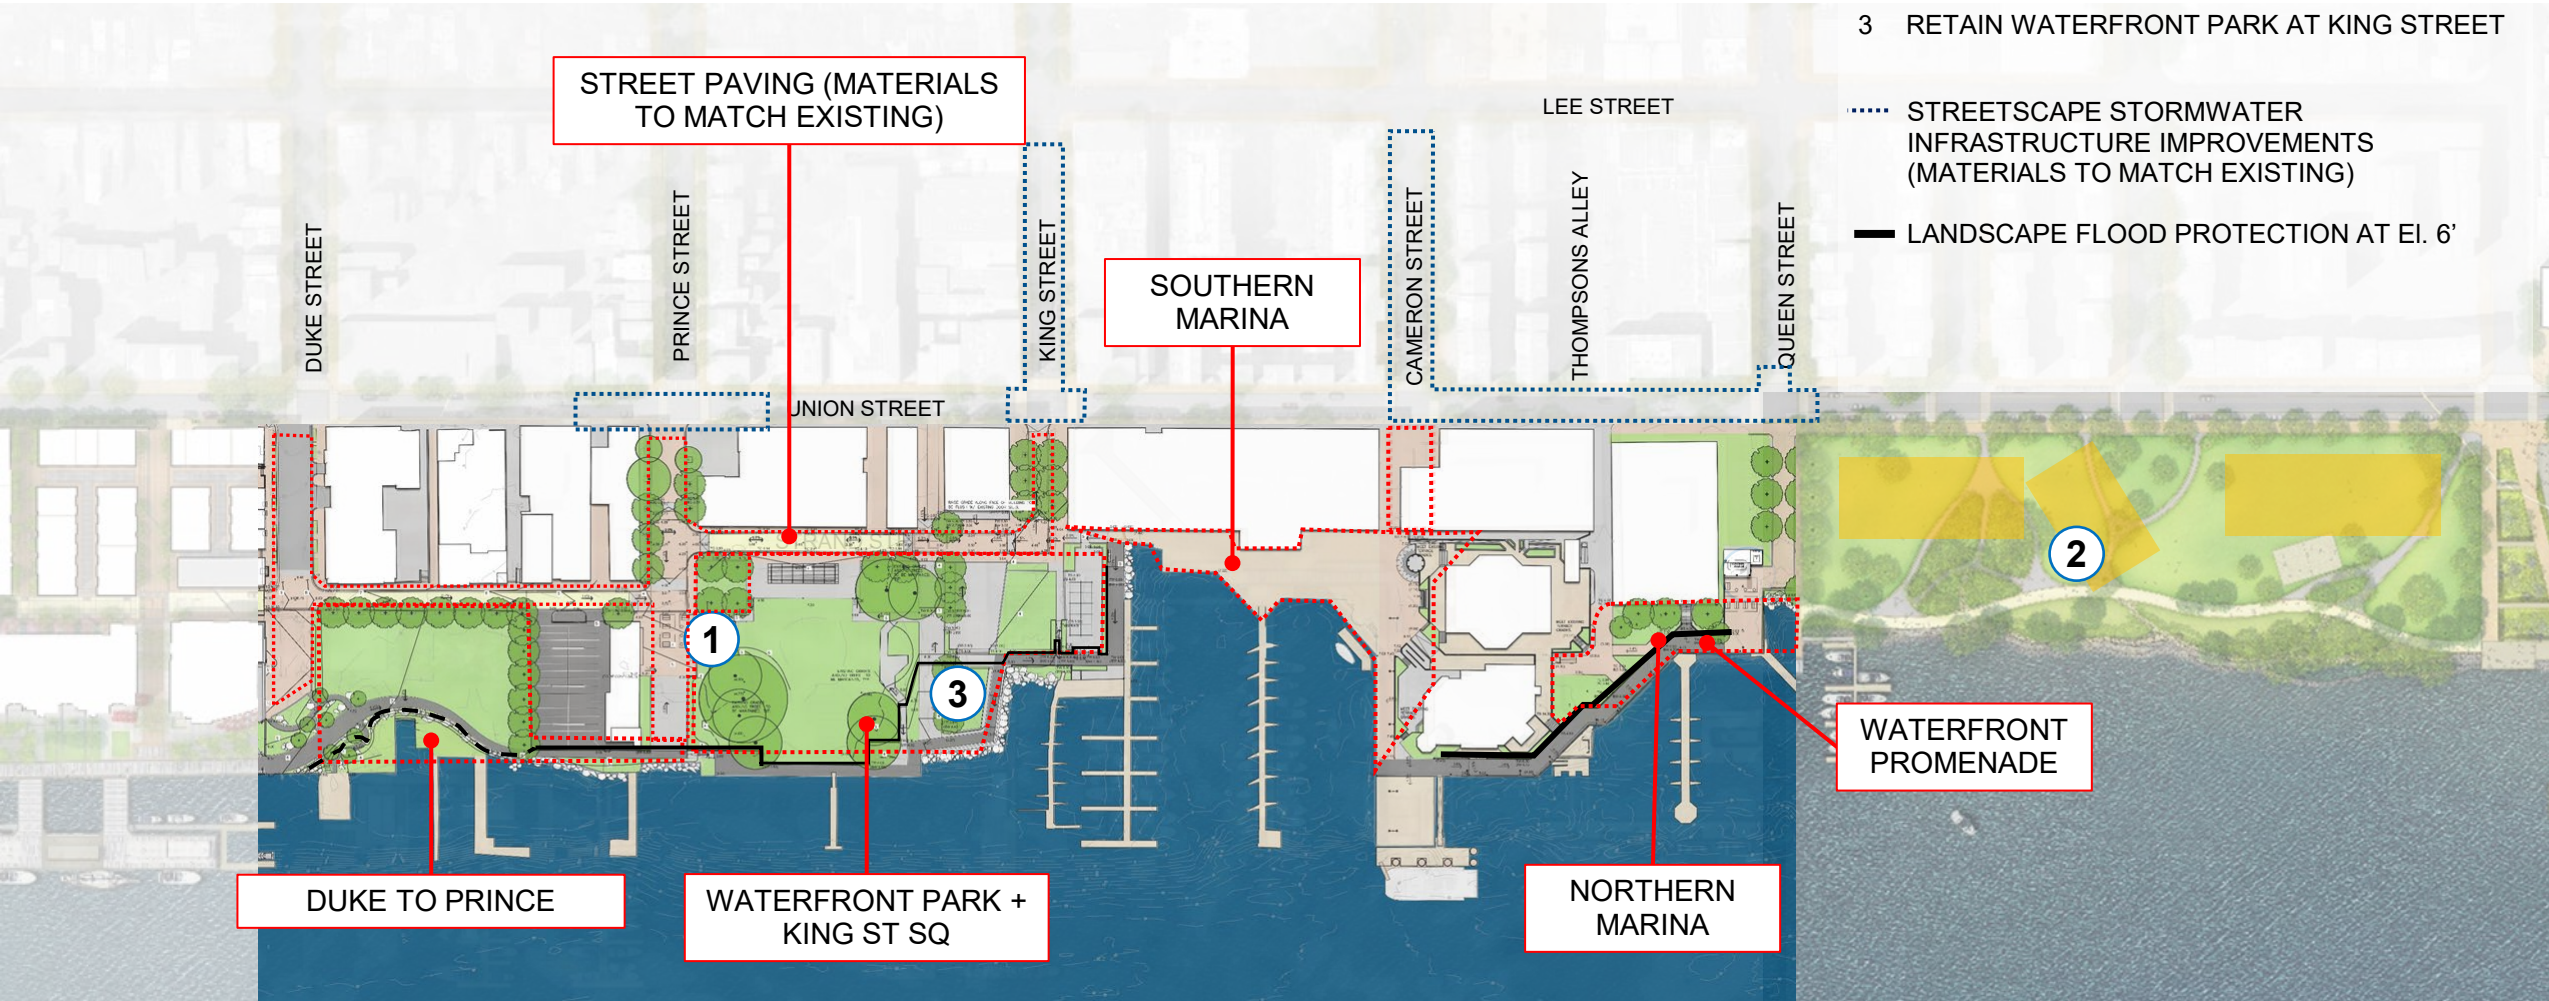 3 RETAIN WATERFRONT PARK AT KING STREET
STREETSCAPE STORMWATER
INFRASTRUCTURE IMPROVEMENTS
(MATERIALS TO MATCH EXISTING)
LANDSCAPE FLOOD PROTECTION AT El. 6’
STREET PAVING (MATERIALS
TO MATCH EXISTING)
LEE STREET
DUKE STREET
PRINCE STREET
KING STREET
CAMERON STREET
THOMPSONS ALLEY
QUEEN STREET
SOUTHERN
MARINA
UNION STREET
1
2
3
WATERFRONT
PROMENADE
DUKE TO PRINCE
WATERFRONT PARK +
KING ST SQ
NORTHERN
MARINA